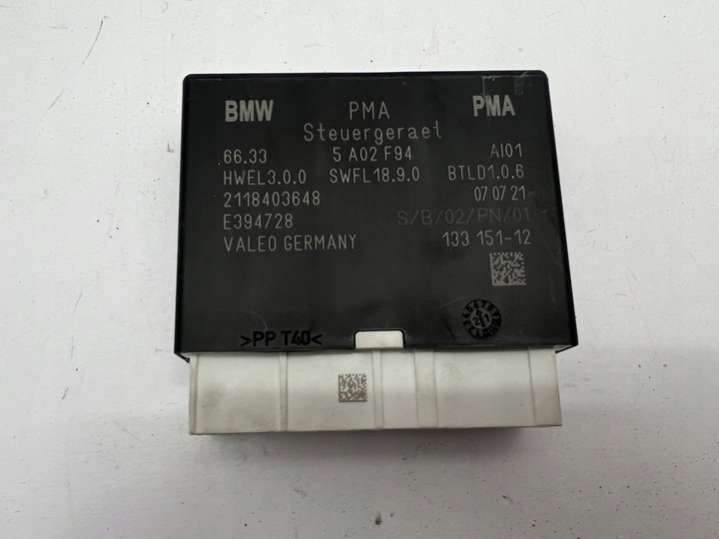 BMW PMA PMA
Steuergeraet
66.33 5 A02 F94 AI01
HWEL3.0.0 SWFL18.9.0 BTLD1.0.6
2118403648 07 07 21
E394728 S/B/02/PN/01
VALEO GERMANY 133 151-12
>PP T40<